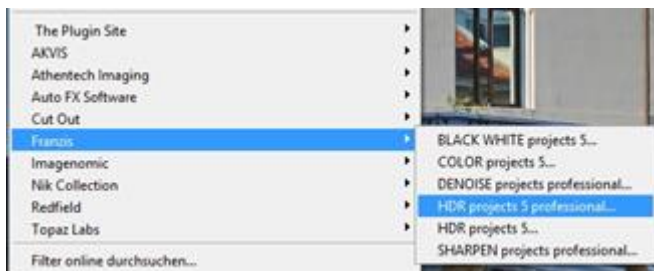 The Plugin Site
AKVIS
Athentech Imaging
Auto FX Software
Cut Out
Franzis
Imagenomic
Nik Collection
Redfield
Topaz Labs
Filter online durchsuchen...
BLACK WHITE projects 5...
COLOR projects 5...
DENOISE projects professional...
HDR projects 5 professional...
HDR projects 5...
SHARPEN projects professional...